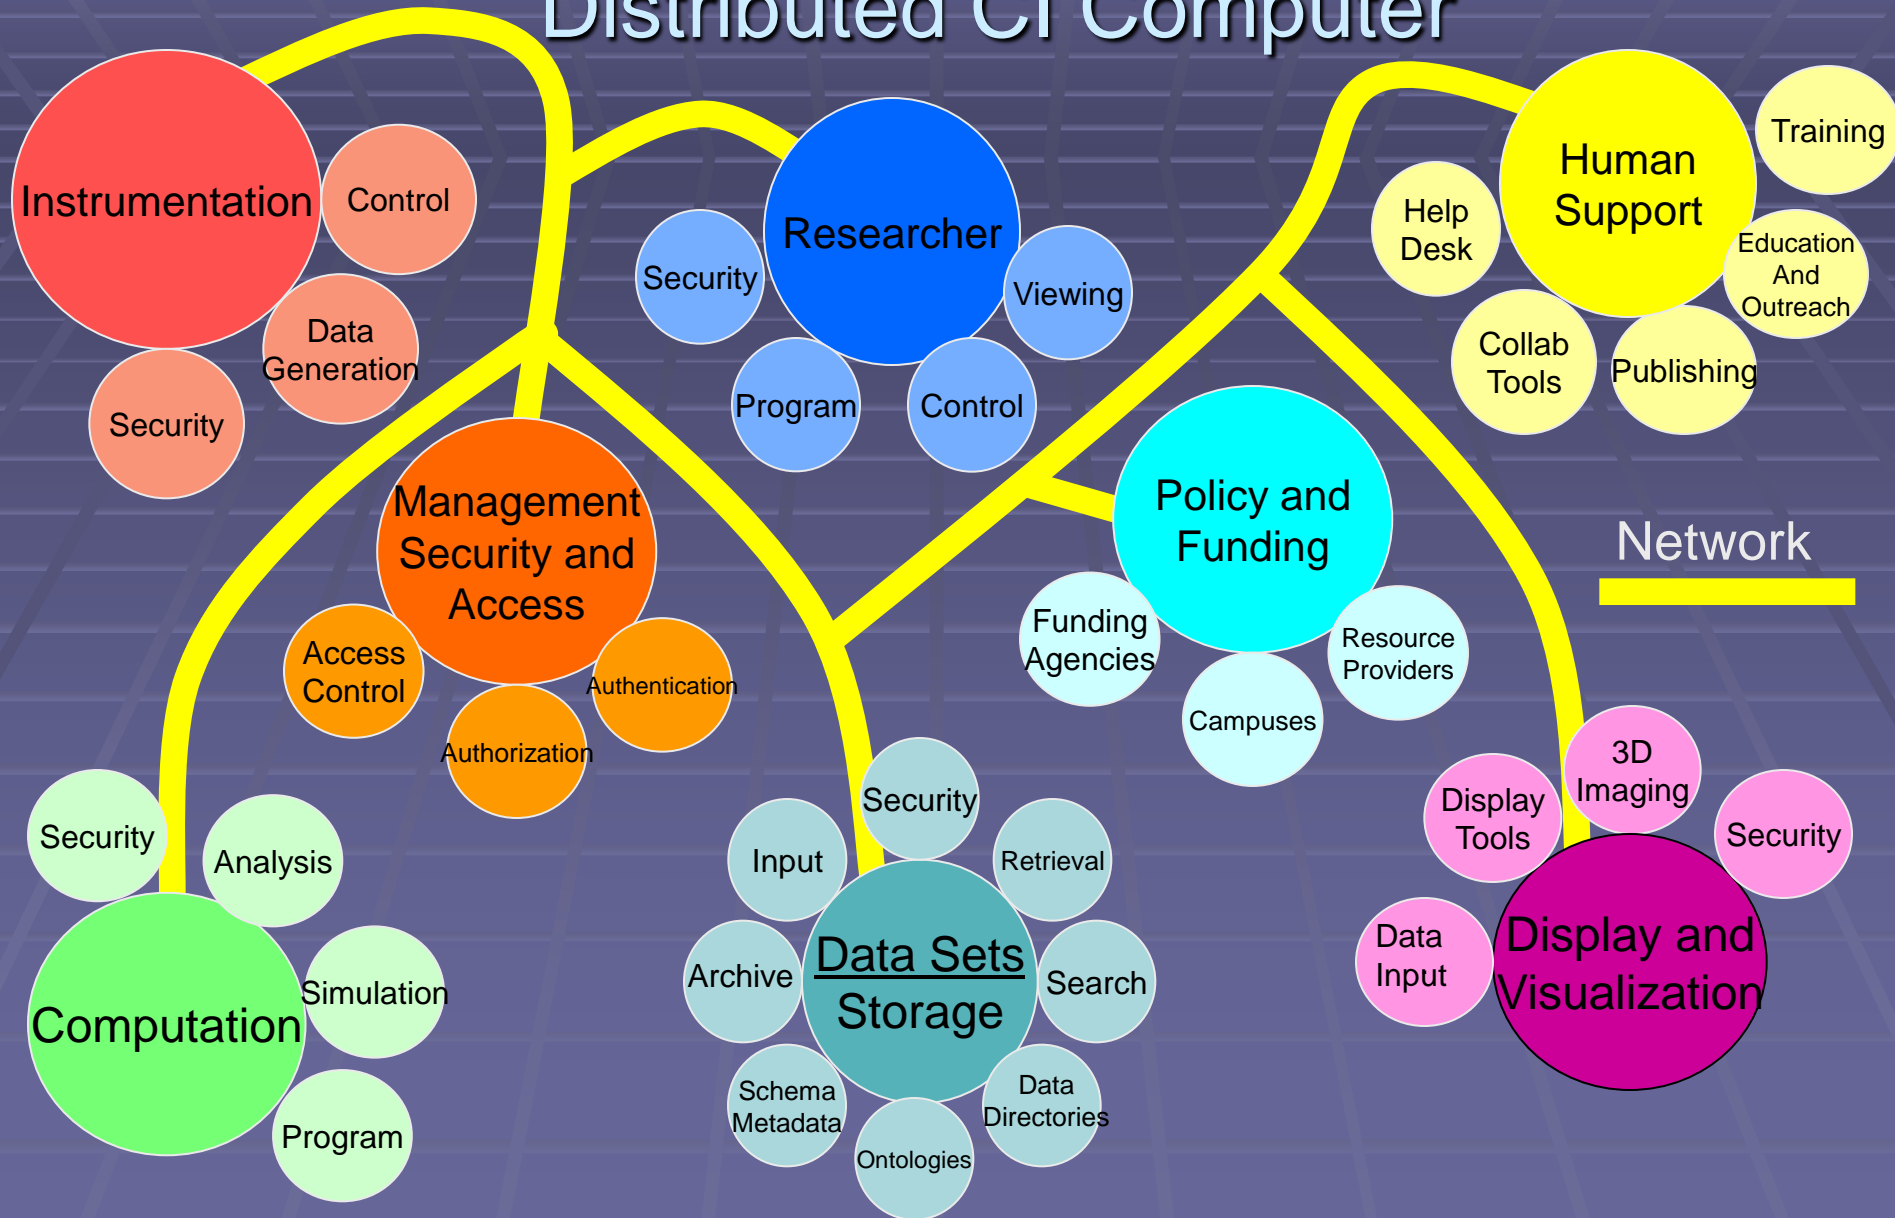 Distributed CI Computer
Instrumentation
Control
Data
Generation
Security
Researcher
Security
Viewing
Program
Control
Human
Support
Training
Help
Desk
Education
And
Outreach
Collab
Tools
Publishing
Management
Security and
Access
Access
Control
Authorization
Authentication
Policy and
Funding
Funding
Agencies
Campuses
Resource
Providers
Network
Security
Analysis
Computation
Simulation
Program
Security
Input
Retrieval
Archive
Data Sets
Storage
Search
Schema
Metadata
Data
Directories
Ontologies
3D
Imaging
Display
Tools
Security
Data
Input
Display and
Visualization